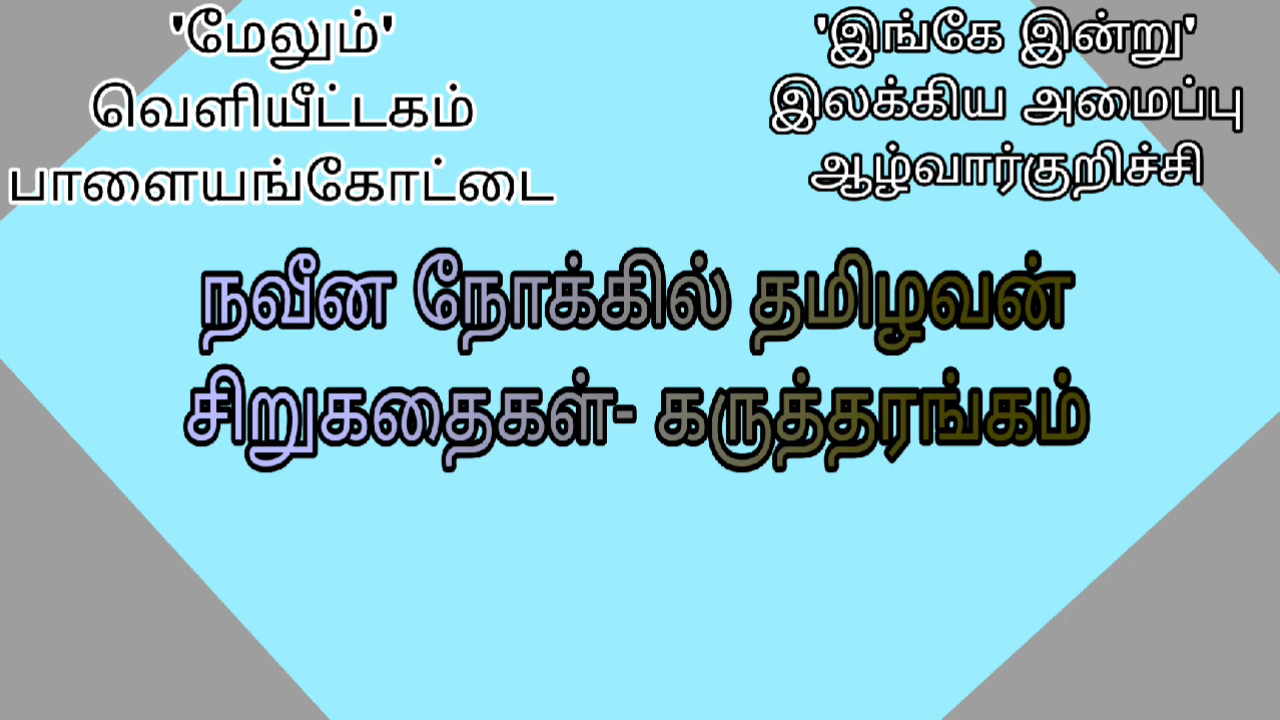 'மேலும்'
வெளியீட்டகம்
பாளையங்கோட்டை
'இங்கே இன்று'
இலக்கிய அமைப்பு
ஆழ்வார்குறிச்சி
நவீன நோக்கில் தமிழவன்
சிறுகதைகள்- கருத்தரங்கம்